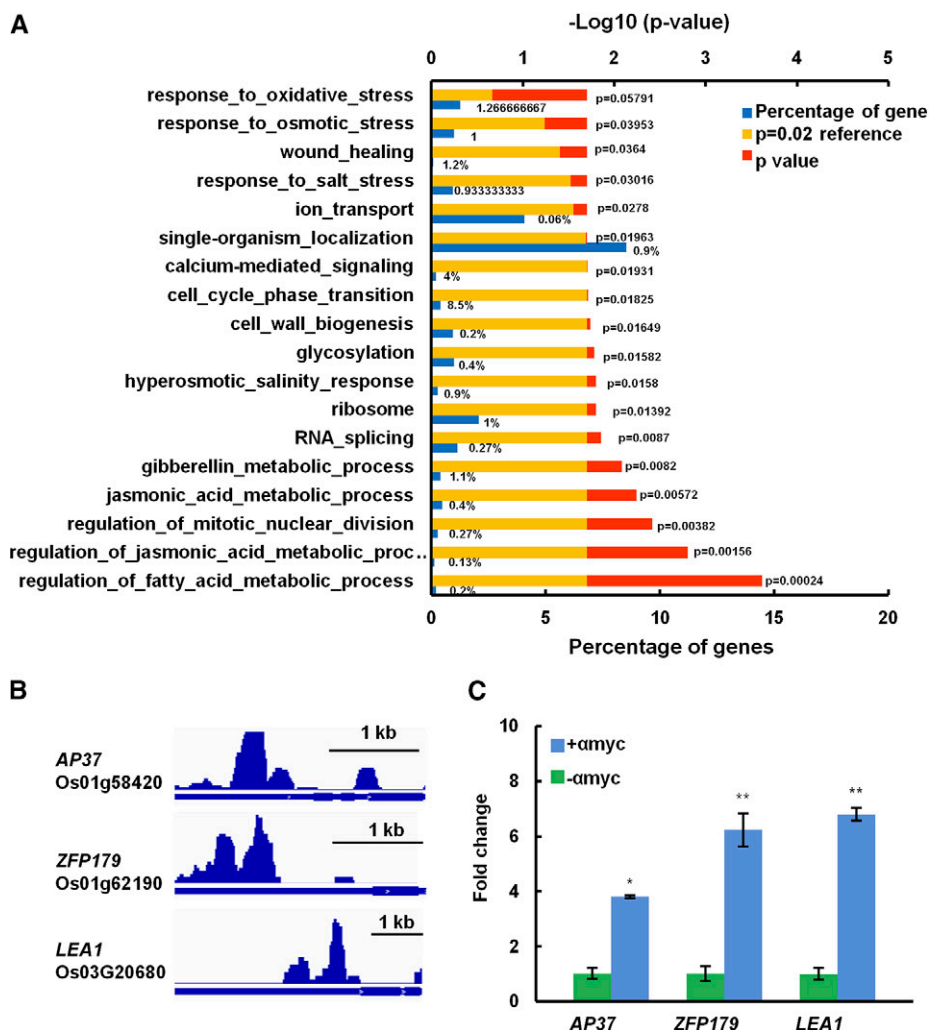 A
-Log10 (p-value)
0 1 2 3 4 5
response_to_oxidative_stress
p=0.05791
1.266666667
response_to_osmotic_stress
p=0.03953
1
wound_healing
p=0.0364
1.2%
response_to_salt_stress
p=0.03016
0.933333333
ion_transport
p=0.0278
0.06%
single-organism_localization
p=0.01963
0.9%
calcium-mediated_signaling
p=0.01931
4%
cell_cycle_phase_transition
p=0.01825
8.5%
cell_wall_biogenesis
p=0.01649
0.2%
glycosylation
p=0.01582
0.4%
hyperosmotic_salinity_response
p=0.0158
0.9%
ribosome
p=0.01392
1%
RNA_splicing
p=0.0087
0.27%
gibberellin_metabolic_process
p=0.0082
1.1%
jasmonic_acid_metabolic_process
p=0.00572
0.4%
regulation_of_mitotic_nuclear_division
p=0.00382
0.27%
regulation_of_jasmonic_acid_metabolic_proc..
p=0.00156
0.13%
regulation_of_fatty_acid_metabolic_process
p=0.00024
0.2%
Percentage of gene
p=0.02 reference
p value
0 5 10 15 20
Percentage of genes
B
AP37
Os01g58420
1 kb
ZFP179
Os01g62190
1 kb
LEA1
Os03G20680
1 kb
C
Fold change
10
8
6
4
2
0
+αmyc
-αmyc
*
**
**
AP37 ZFP179 LEA1